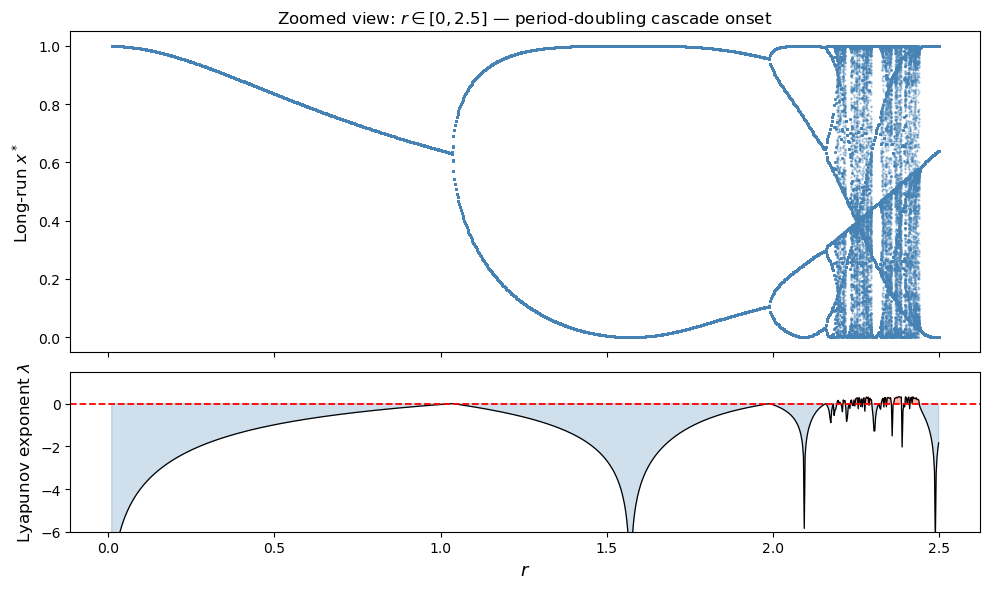 Zoomed view: r ∈ [0, 2.5] — period-doubling cascade onset
Long-run x*
1.0
0.8
0.6
0.4
0.2
0.0
Lyapunov exponent λ
0
−2
−4
−6
0.0 0.5 1.0 1.5 2.0 2.5
r